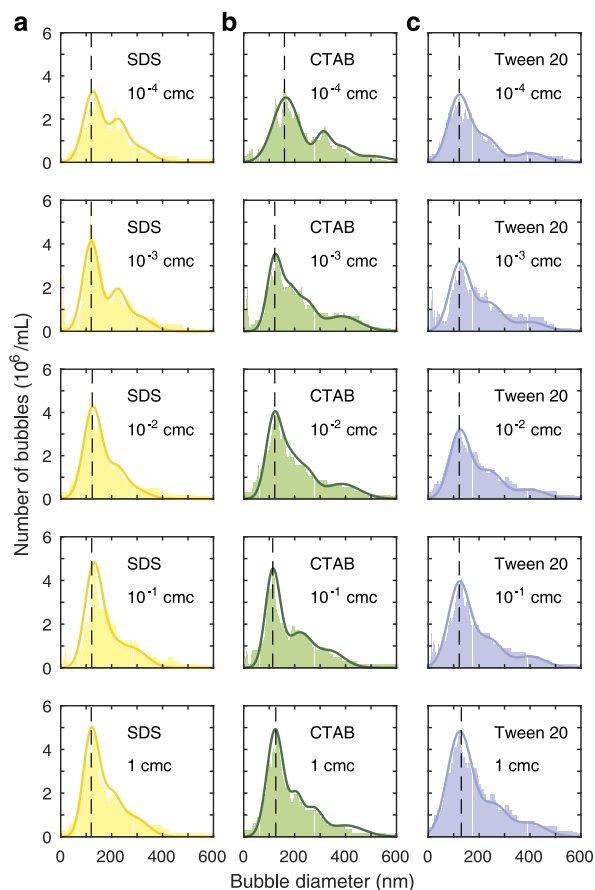 a b c
6 SDS CTAB Tween 20
4 10⁻⁴ cmc 10⁻⁴ cmc 10⁻⁴ cmc
2
0
6 SDS CTAB Tween 20
4 10⁻³ cmc 10⁻³ cmc 10⁻³ cmc
2
0
6 SDS CTAB Tween 20
4 10⁻² cmc 10⁻² cmc 10⁻² cmc
2
0
6 SDS CTAB Tween 20
4 10⁻¹ cmc 10⁻¹ cmc 10⁻¹ cmc
2
0
6 SDS CTAB Tween 20
4 1 cmc 1 cmc 1 cmc
2
0
0 200 400 600 0 200 400 600 0 200 400 600
Number of bubbles (10⁶/mL)
Bubble diameter (nm)